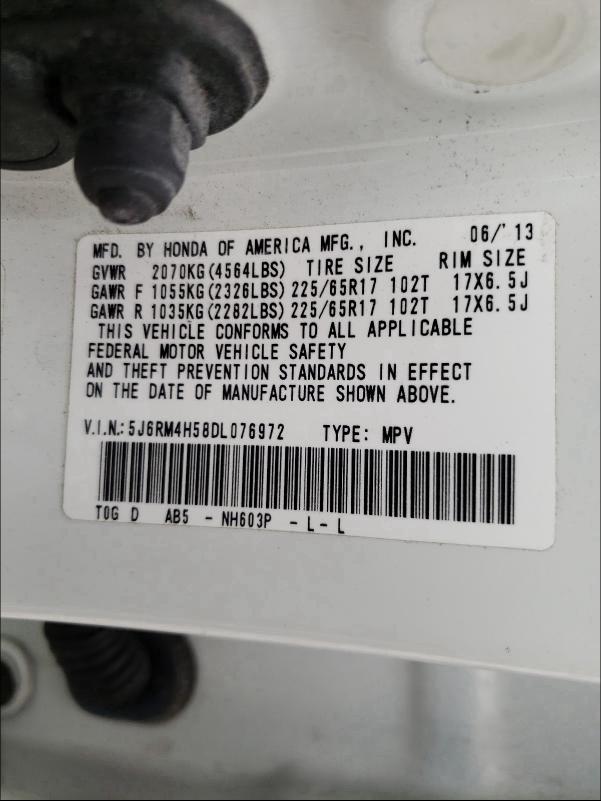 MFD. BY HONDA OF AMERICA MFG., INC. 06/'13
GVWR 2070KG(4564LBS) TIRE SIZE RIM SIZE
GAWR F 1055KG(2326LBS) 225/65R17 102T 17X6.5J
GAWR R 1035KG(2282LBS) 225/65R17 102T 17X6.5J
THIS VEHICLE CONFORMS TO ALL APPLICABLE
FEDERAL MOTOR VEHICLE SAFETY
AND THEFT PREVENTION STANDARDS IN EFFECT
ON THE DATE OF MANUFACTURE SHOWN ABOVE.
V.I.N.: 5J6RM4H58DL076972 TYPE: MPV
T0G D AB5 - NH603P - L - L